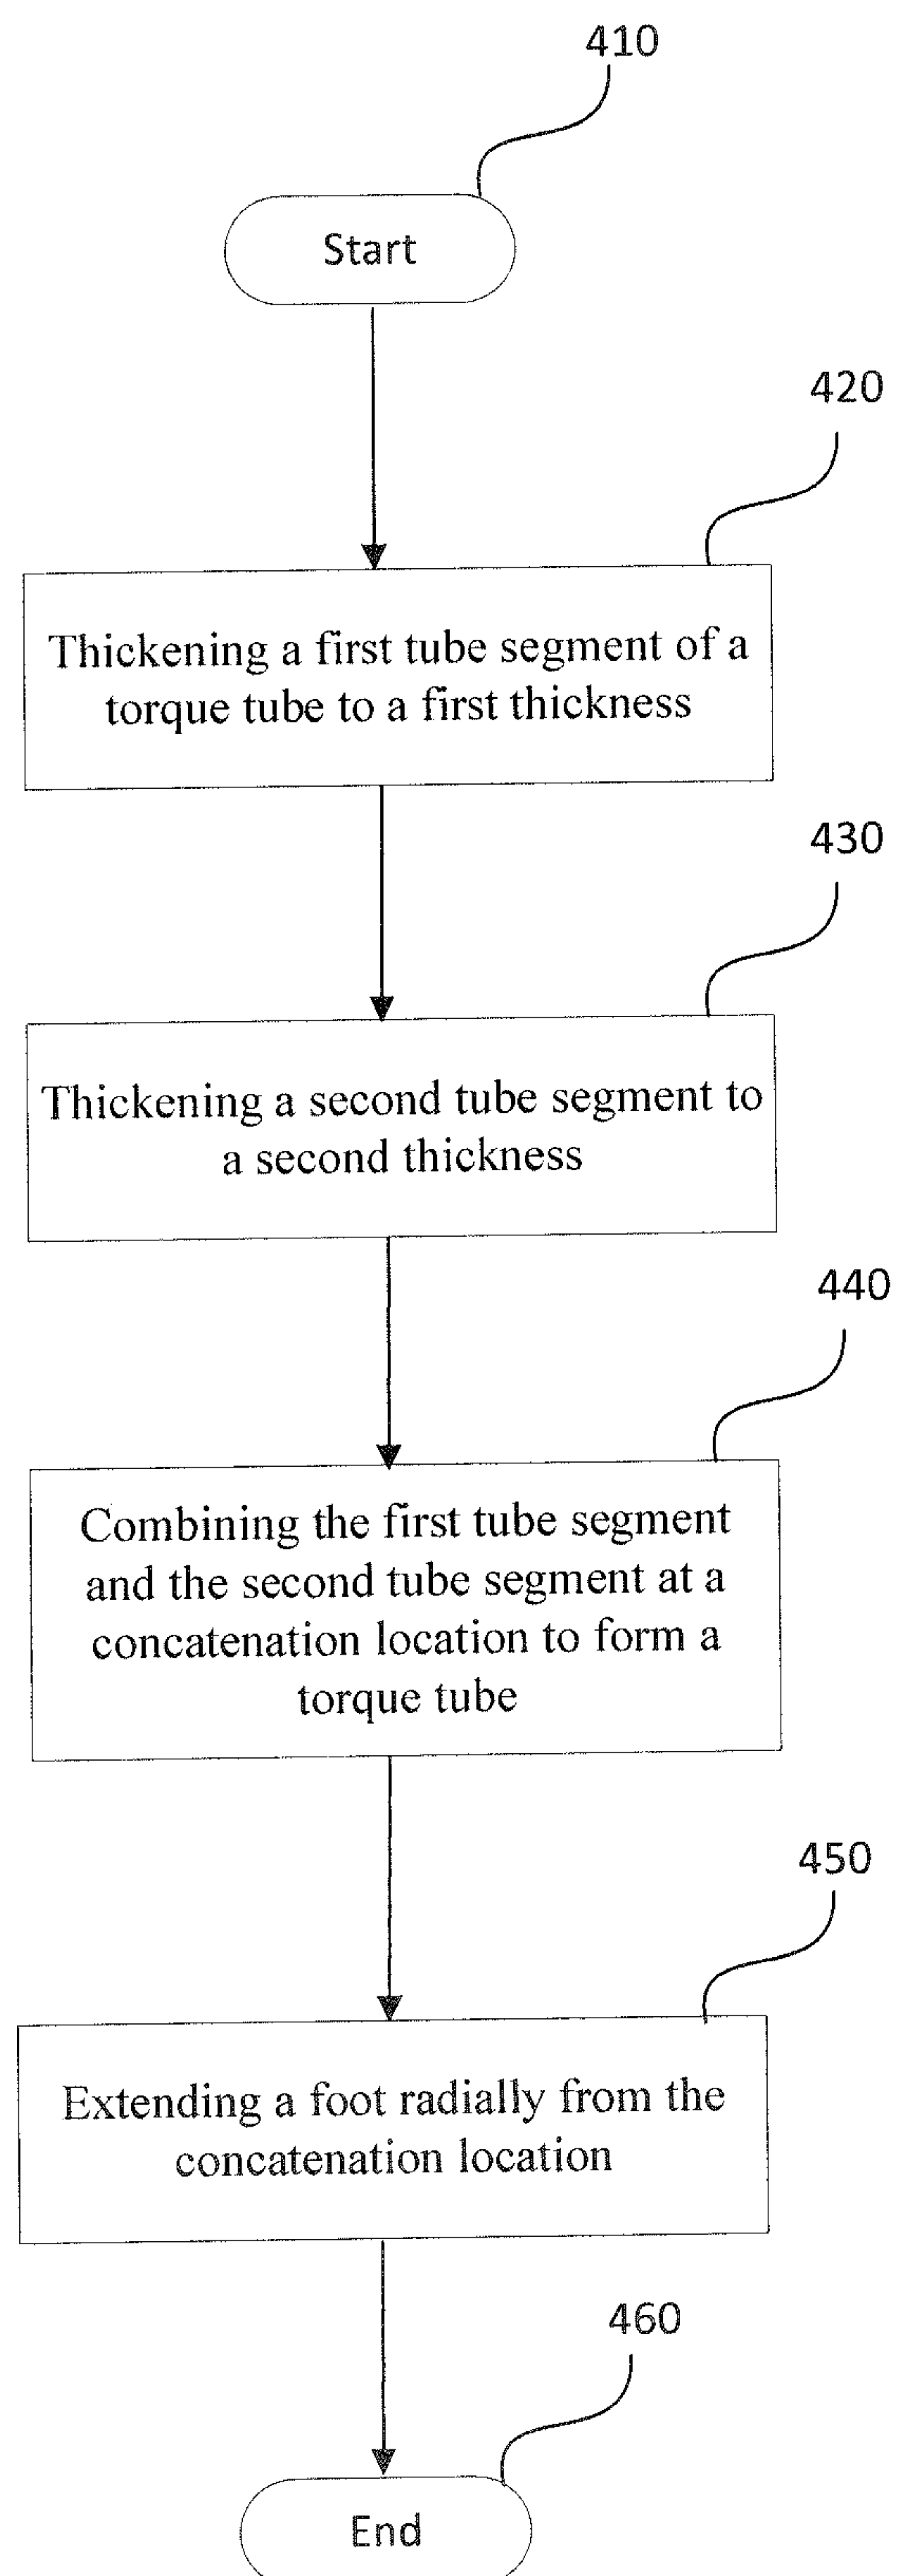 410
Start
420
Thickening a first tube segment of a
torque tube to a first thickness
430
Thickening a second tube segment to
a second thickness
440
Combining the first tube segment
and the second tube segment at a
concatenation location to form a
torque tube
450
Extending a foot radially from the
concatenation location
460
End